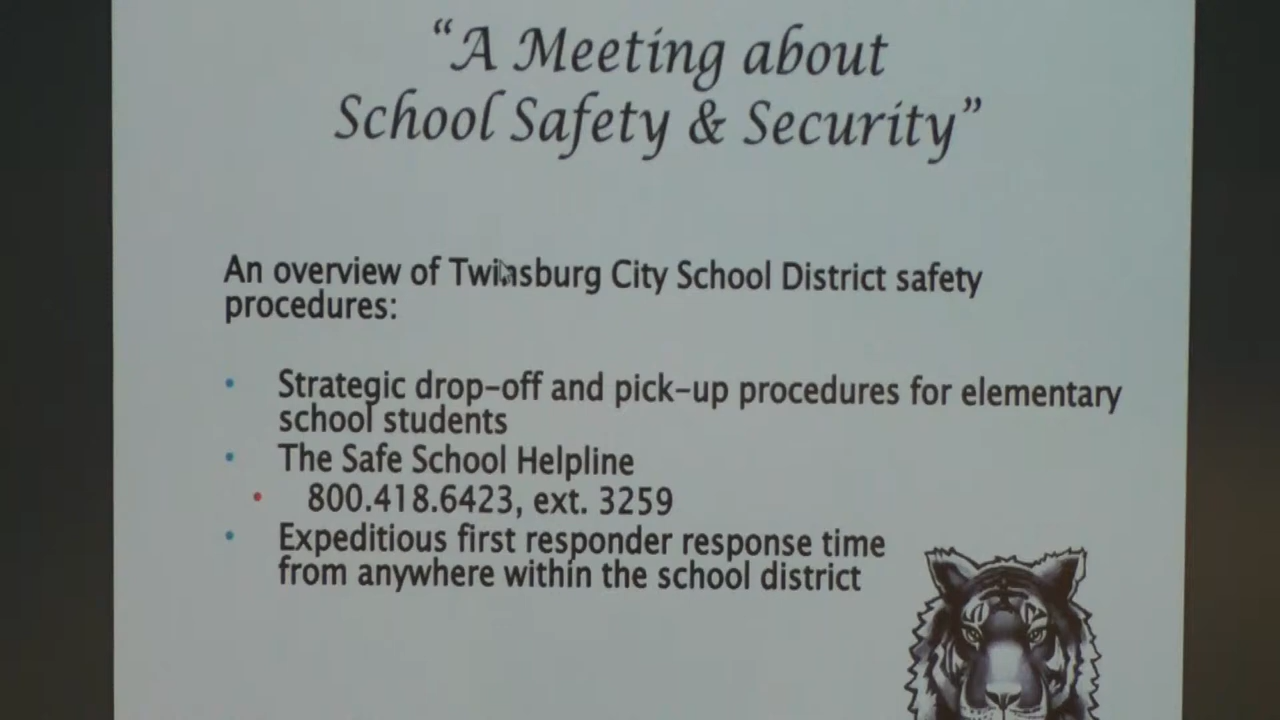 “A Meeting about
School Safety & Security”
An overview of Twinsburg City School District safety
procedures:
• Strategic drop-off and pick-up procedures for elementary
school students
• The Safe School Helpline
• 800.418.6423, ext. 3259
• Expeditious first responder response time
from anywhere within the school district